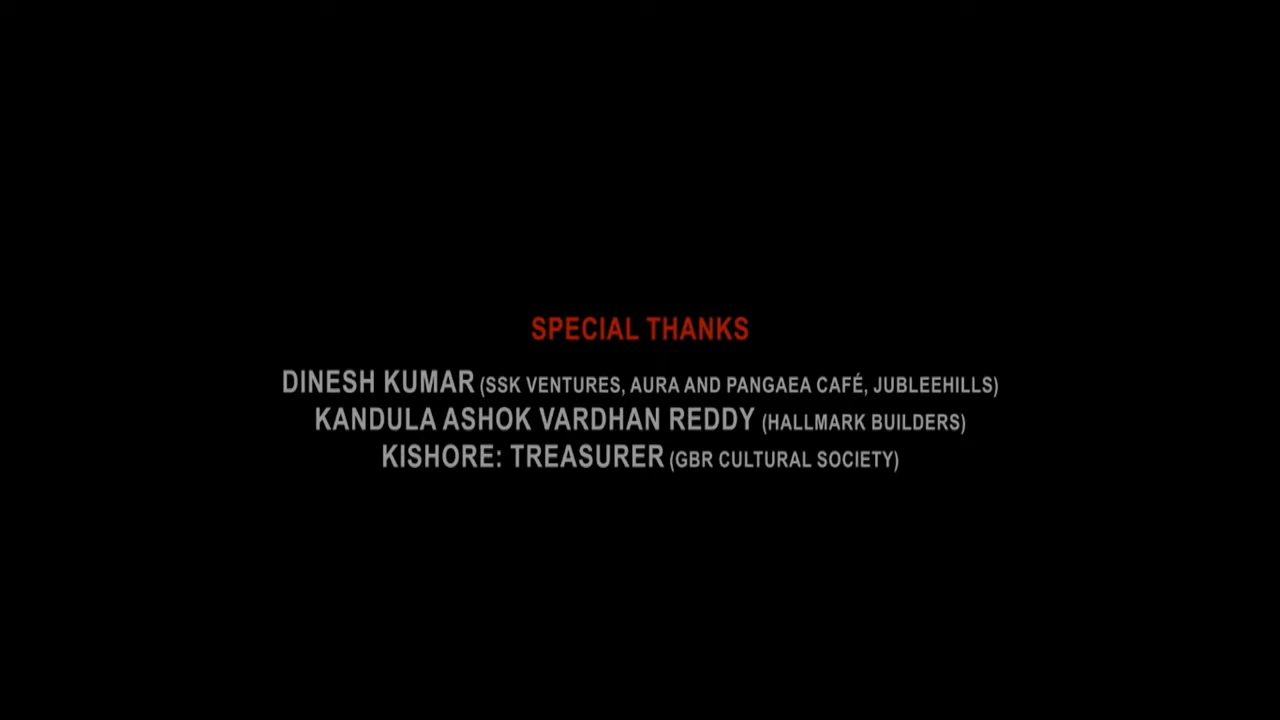 SPECIAL THANKS
DINESH KUMAR (SSK VENTURES, AURA AND PANGAEA CAFÉ, JUBLEEHILLS)
KANDULA ASHOK VARDHAN REDDY (HALLMARK BUILDERS)
KISHORE: TREASURER (GBR CULTURAL SOCIETY)